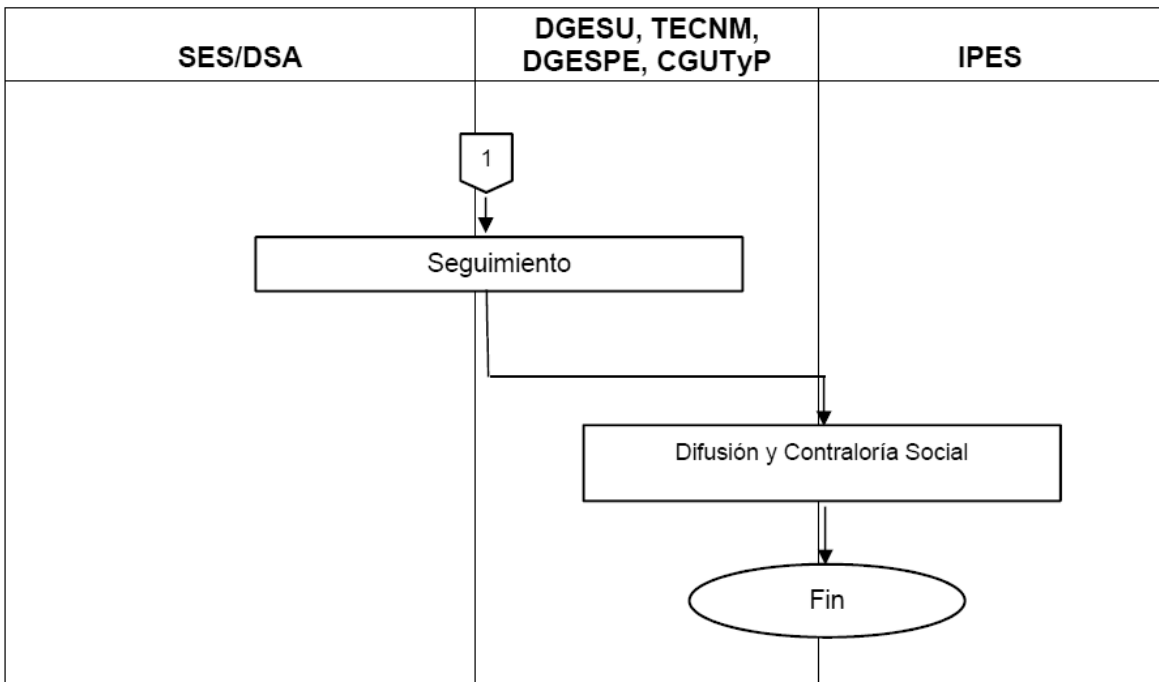 SES/DSA
DGESU, TECNM,
DGESPE, CGUTyP
IPES
1
Seguimiento
Difusión y Contraloría Social
Fin